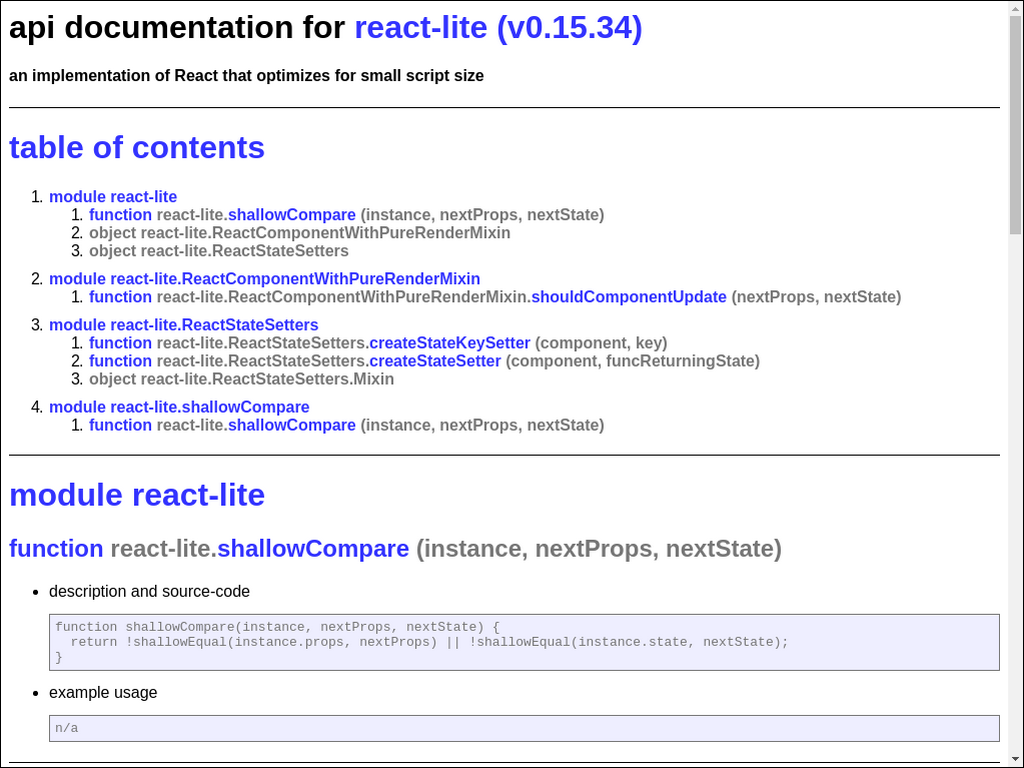 api documentation for react-lite (v0.15.34)
an implementation of React that optimizes for small script size
table of contents
1. module react-lite
1. function react-lite.shallowCompare (instance, nextProps, nextState)
2. object react-lite.ReactComponentWithPureRenderMixin
3. object react-lite.ReactStateSetters
2. module react-lite.ReactComponentWithPureRenderMixin
1. function react-lite.ReactComponentWithPureRenderMixin.shouldComponentUpdate (nextProps, nextState)
3. module react-lite.ReactStateSetters
1. function react-lite.ReactStateSetters.createStateKeySetter (component, key)
2. function react-lite.ReactStateSetters.createStateSetter (component, funcReturningState)
3. object react-lite.ReactStateSetters.Mixin
4. module react-lite.shallowCompare
1. function react-lite.shallowCompare (instance, nextProps, nextState)
module react-lite
function react-lite.shallowCompare (instance, nextProps, nextState)
• description and source-code
function shallowCompare(instance, nextProps, nextState) {
  return !shallowEqual(instance.props, nextProps) || !shallowEqual(instance.state, nextState);
}
• example usage
n/a